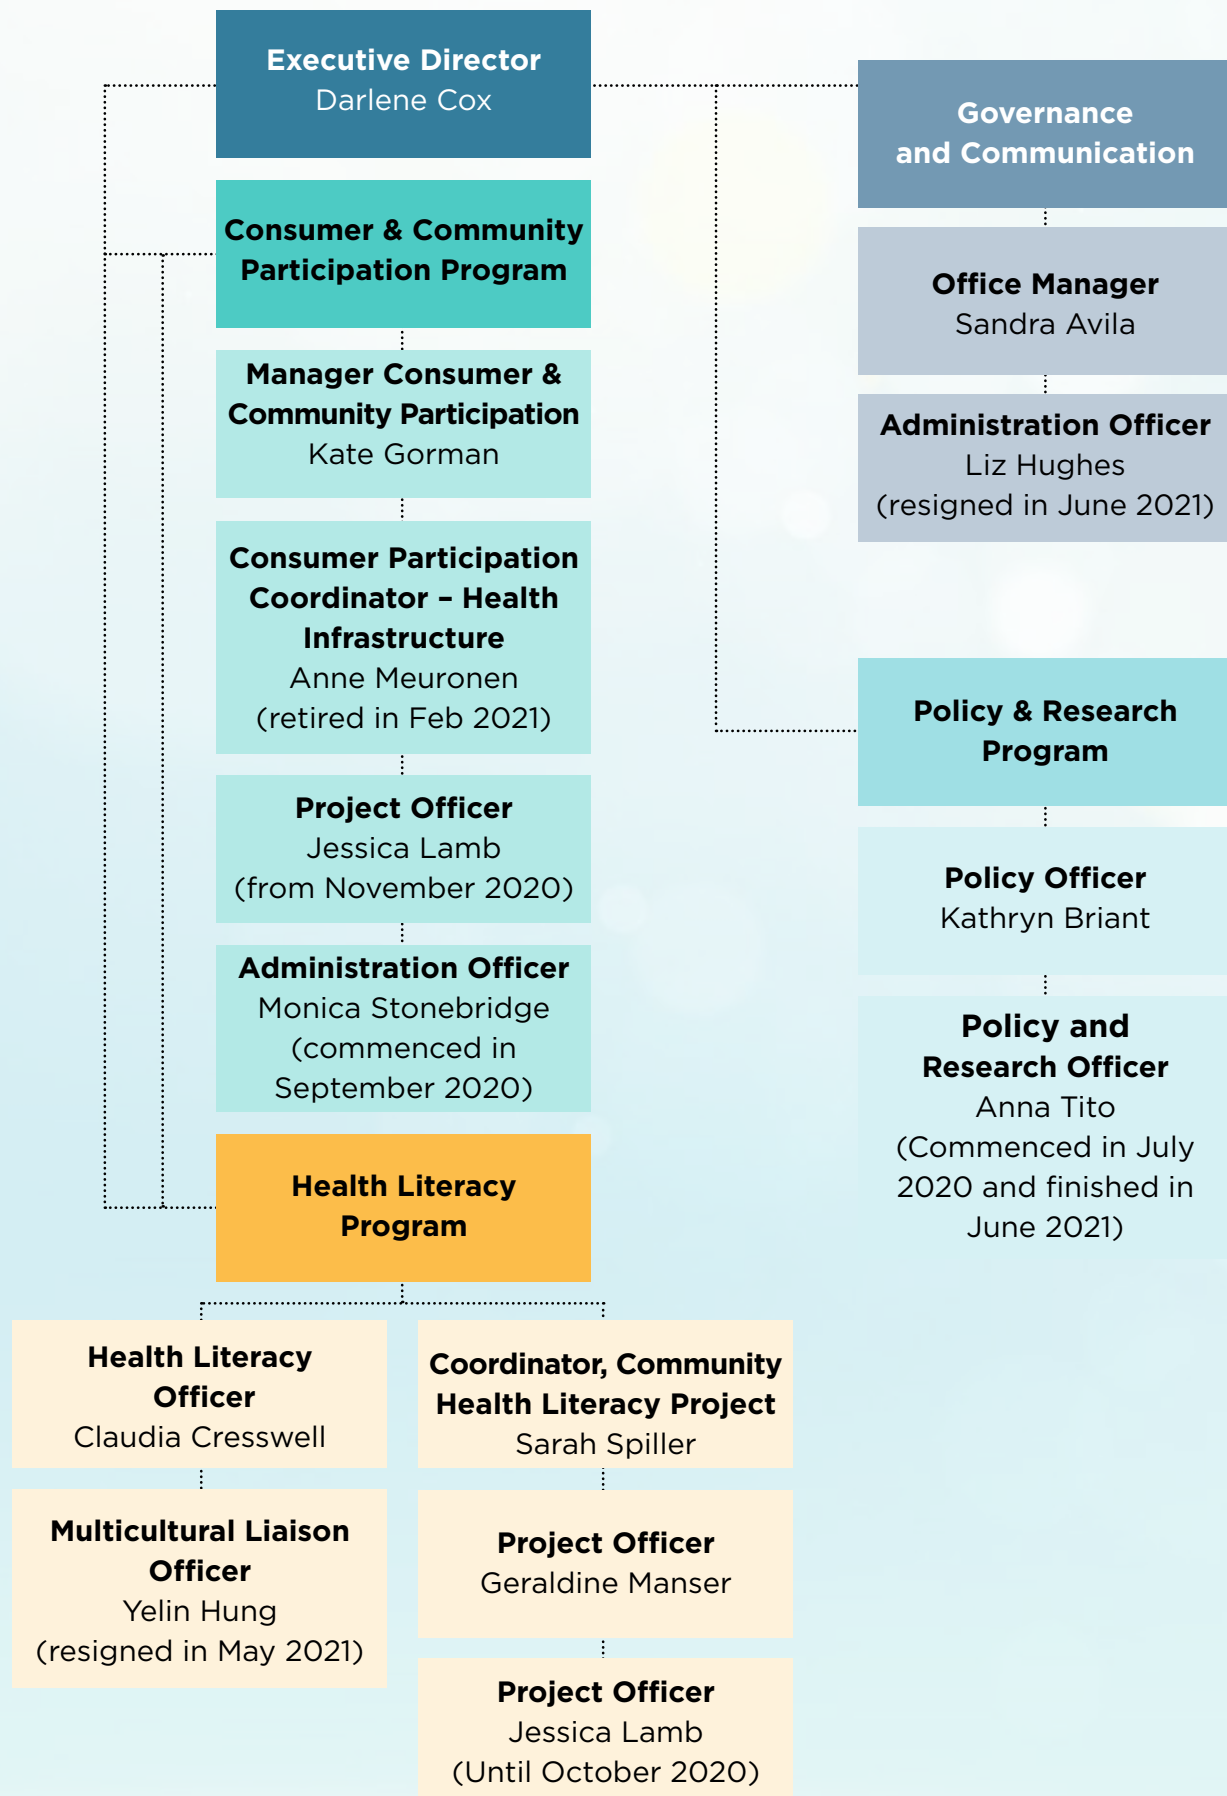 Executive Director
Darlene Cox
Consumer & Community
Participation Program
Manager Consumer &
Community Participation
Kate Gorman
Consumer Participation
Coordinator – Health
Infrastructure
Anne Meuronen
(retired in Feb 2021)
Project Officer
Jessica Lamb
(from November 2020)
Administration Officer
Monica Stonebridge
(commenced in
September 2020)
Health Literacy
Program
Health Literacy
Officer
Claudia Cresswell
Multicultural Liaison
Officer
Yelin Hung
(resigned in May 2021)
Coordinator, Community
Health Literacy Project
Sarah Spiller
Project Officer
Geraldine Manser
Project Officer
Jessica Lamb
(Until October 2020)
Governance
and Communication
Office Manager
Sandra Avila
Administration Officer
Liz Hughes
(resigned in June 2021)
Policy & Research
Program
Policy Officer
Kathryn Briant
Policy and
Research Officer
Anna Tito
(Commenced in July
2020 and finished in
June 2021)